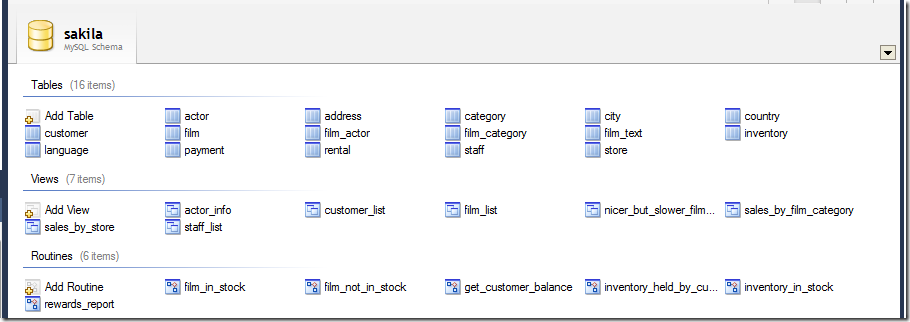 sakila
MySQL Schema
Tables (16 items)
Add Table actor address category city country
customer film film_actor film_category film_text inventory
language payment rental staff store
Views (7 items)
Add View actor_info customer_list film_list nicer_but_slower_film... sales_by_film_category
sales_by_store staff_list
Routines (6 items)
Add Routine film_in_stock film_not_in_stock get_customer_balance inventory_held_by_cu... inventory_in_stock
rewards_report